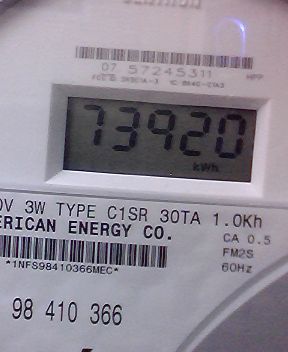 07 57245311
HPP
73920
kWh
0V 3W TYPE C1SR 30TA 1.0Kh
ERICAN ENERGY CO.
CA 0.5
FM2S
*1NFS98410366MEC*
60Hz
98 410 366